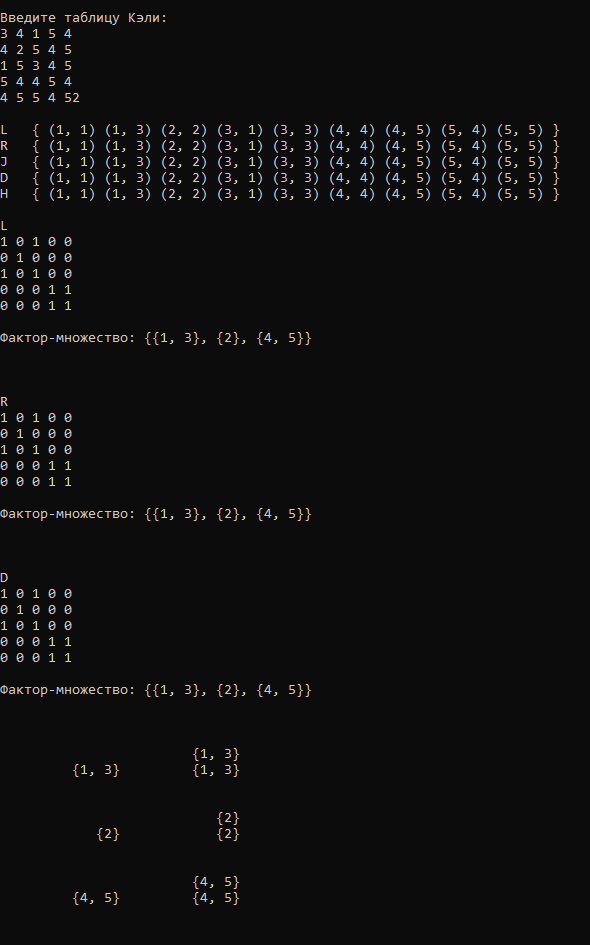 Введите таблицу Кэли:
3 4 1 5 4
4 2 5 4 5
1 5 3 4 5
5 4 4 5 4
4 5 5 4 52
L { (1, 1) (1, 3) (2, 2) (3, 1) (3, 3) (4, 4) (4, 5) (5, 4) (5, 5) }
R { (1, 1) (1, 3) (2, 2) (3, 1) (3, 3) (4, 4) (4, 5) (5, 4) (5, 5) }
J { (1, 1) (1, 3) (2, 2) (3, 1) (3, 3) (4, 4) (4, 5) (5, 4) (5, 5) }
D { (1, 1) (1, 3) (2, 2) (3, 1) (3, 3) (4, 4) (4, 5) (5, 4) (5, 5) }
H { (1, 1) (1, 3) (2, 2) (3, 1) (3, 3) (4, 4) (4, 5) (5, 4) (5, 5) }
L
1 0 1 0 0
0 1 0 0 0
1 0 1 0 0
0 0 0 1 1
0 0 0 1 1
Фактор-множество: {{1, 3}, {2}, {4, 5}}
R
1 0 1 0 0
0 1 0 0 0
1 0 1 0 0
0 0 0 1 1
0 0 0 1 1
Фактор-множество: {{1, 3}, {2}, {4, 5}}
D
1 0 1 0 0
0 1 0 0 0
1 0 1 0 0
0 0 0 1 1
0 0 0 1 1
Фактор-множество: {{1, 3}, {2}, {4, 5}}
{1, 3}
{1, 3} {1, 3}
{2}
{2} {2}
{4, 5}
{4, 5} {4, 5}